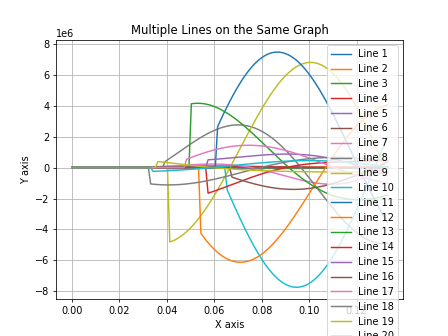 Multiple Lines on the Same Graph
1e6
8
6
4
2
0
−2
−4
−6
−8
Y axis
0.00
0.02
0.04
0.06
0.08
0.10
X axis
Line 1
Line 2
Line 3
Line 4
Line 5
Line 6
Line 7
Line 8
Line 9
Line 10
Line 11
Line 12
Line 13
Line 14
Line 15
Line 16
Line 17
Line 18
Line 19
Line 20